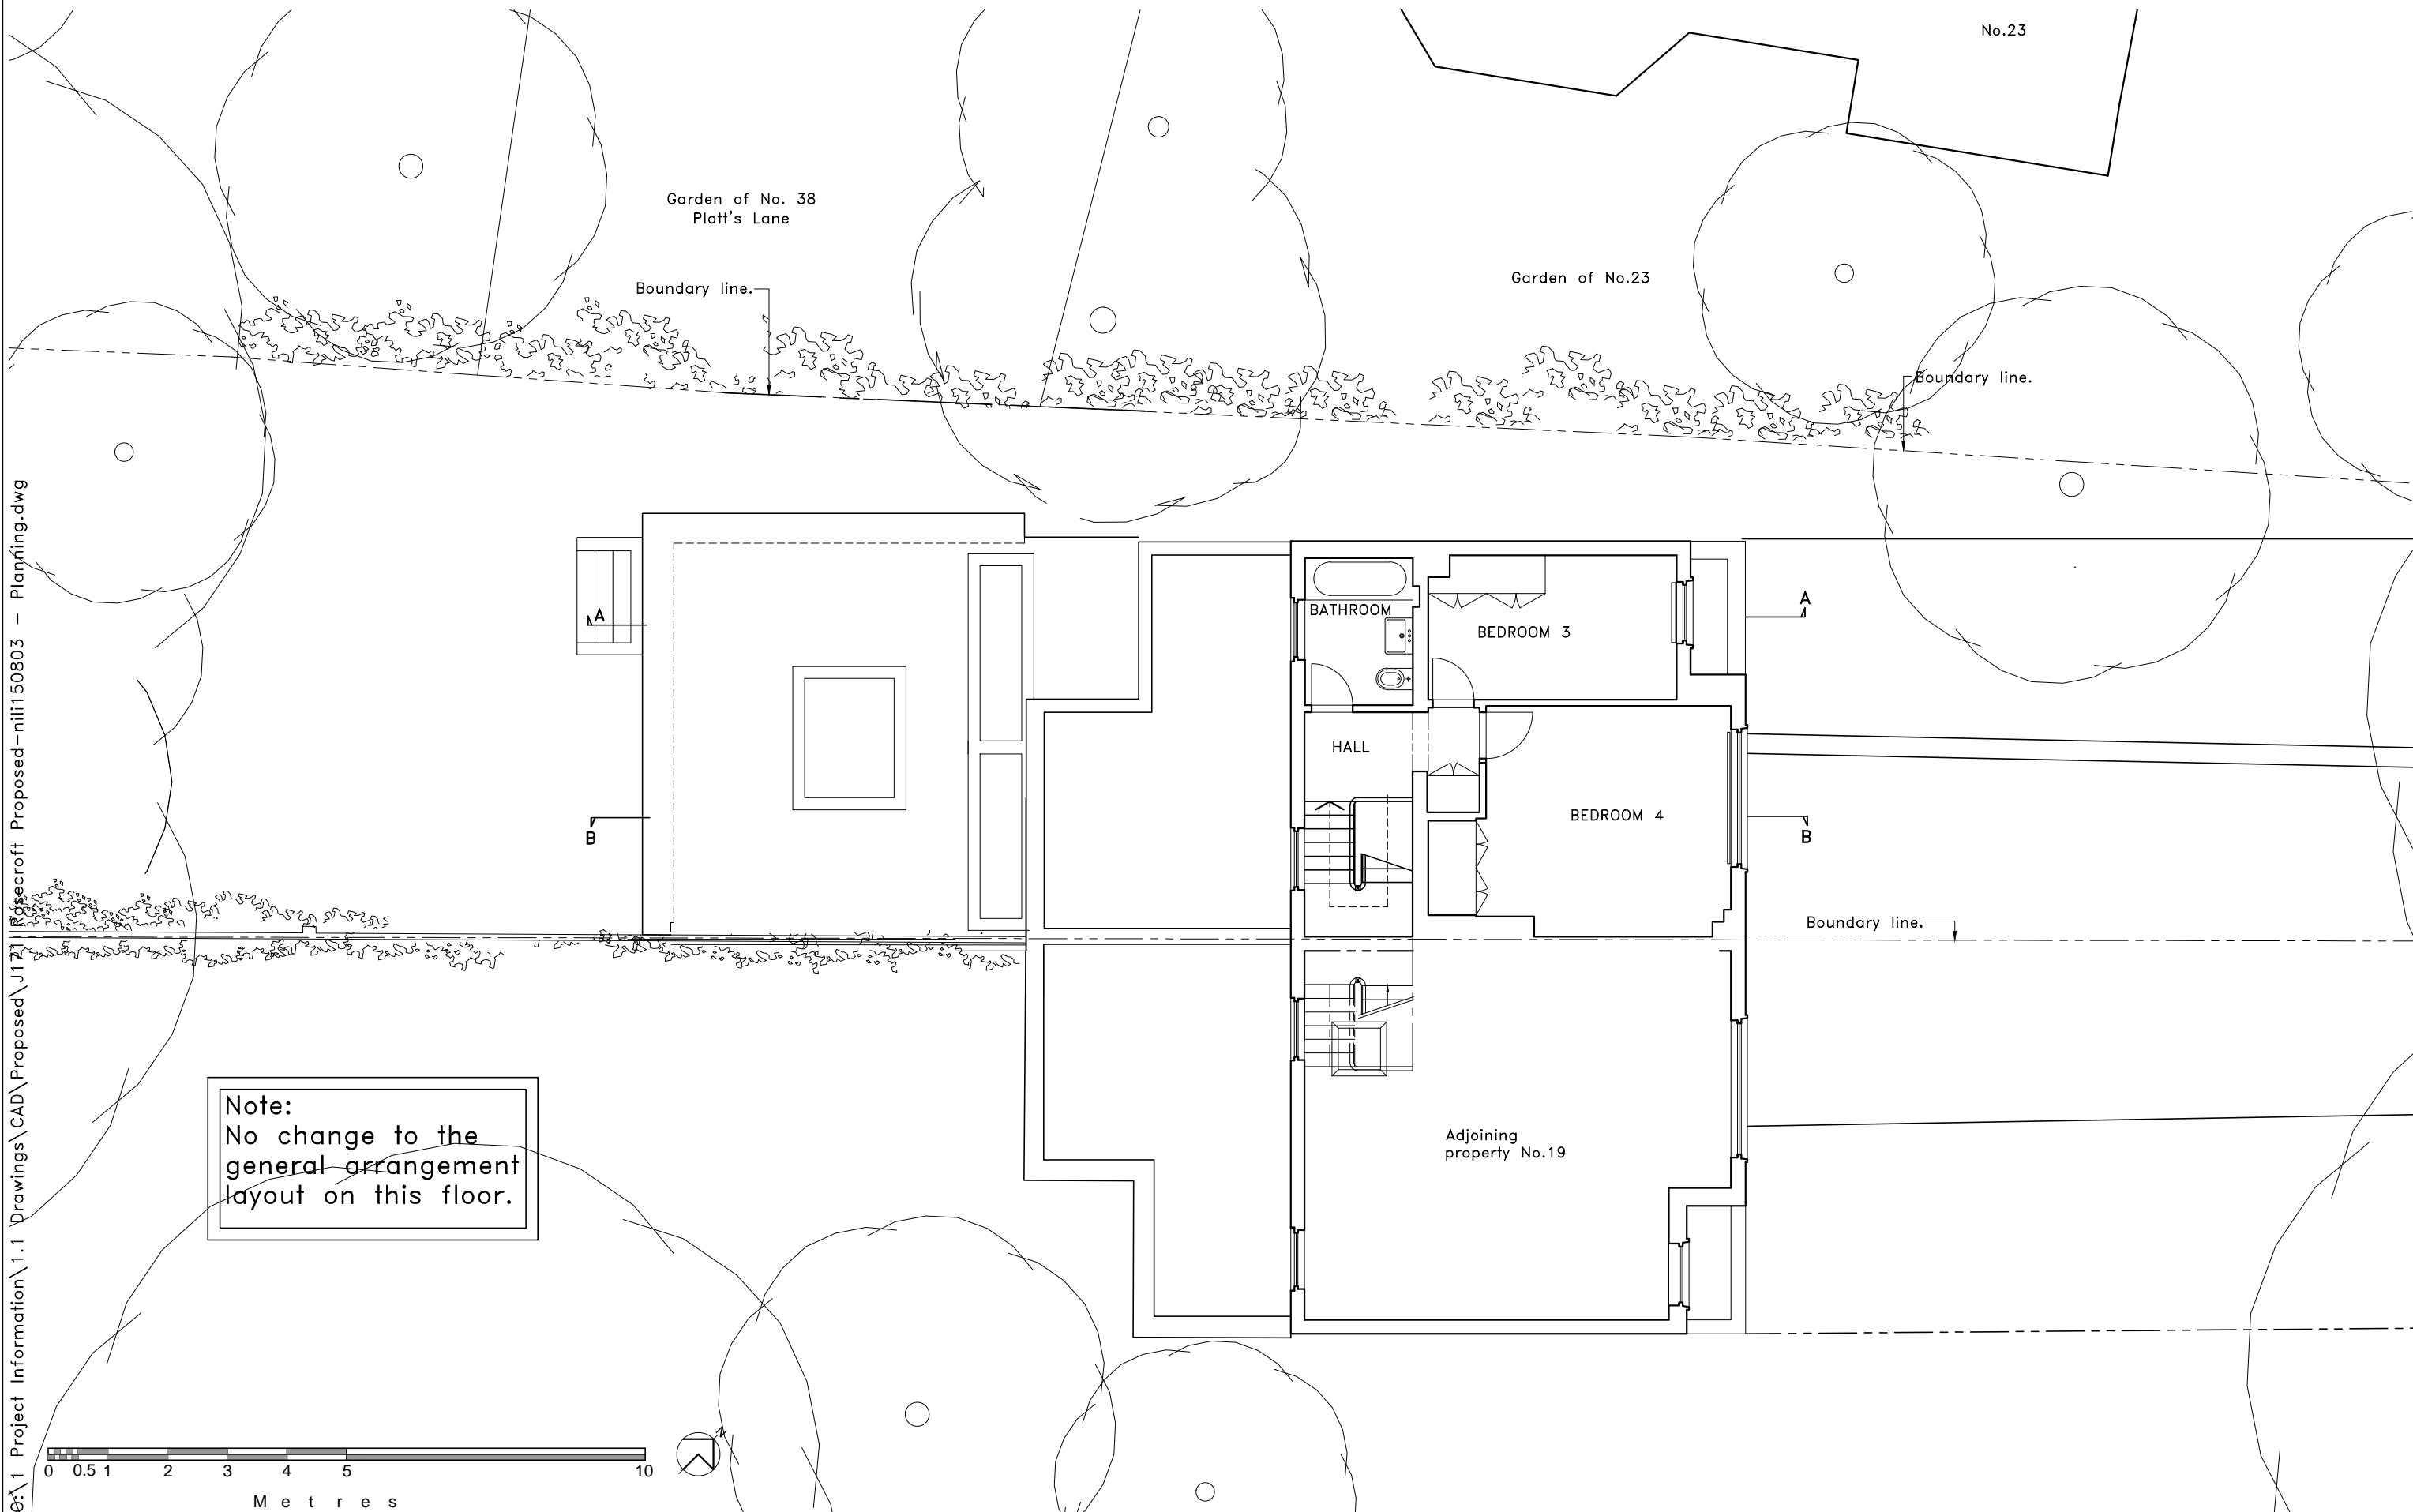 No.23
Garden of No. 38
Platt's Lane
Boundary line.
Garden of No.23
Boundary line.
A
BATHROOM
BEDROOM 3
A
HALL
B
BEDROOM 4
B
Boundary line.
Adjoining
property No.19
Note:
No change to the
general arrangement
layout on this floor.
N
0 0.5 1 2 3 4 5 10
Metres
O:\1 Project Information\1.1 Drawings\CAD\Proposed\J171 Rosecroft Proposed-nili150803 - Planning.dwg